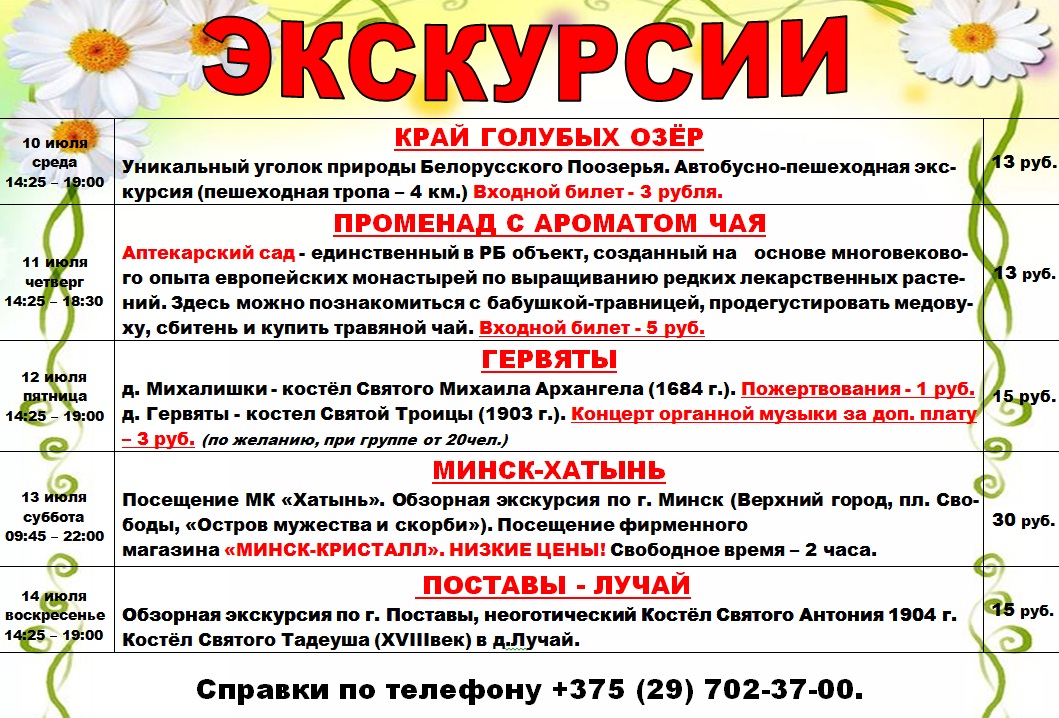 ЭКСКУРСИИ
10 июля
среда
14:25 – 19:00
КРАЙ ГОЛУБЫХ ОЗЁР
Уникальный уголок природы Белорусского Поозерья. Автобусно-пешеходная экс-
курсия (пешеходная тропа – 4 км.) Входной билет - 3 рубля.
13 руб.
11 июля
четверг
14:25 – 18:30
ПРОМЕНАД С АРОМАТОМ ЧАЯ
Аптекарский сад - единственный в РБ объект, созданный на основе многовеково-
го опыта европейских монастырей по выращиванию редких лекарственных расте-
ний. Здесь можно познакомиться с бабушкой-травницей, продегустировать медову-
ху, сбитень и купить травяной чай. Входной билет - 5 руб.
13 руб.
12 июля
пятница
14:25 – 19:00
ГЕРВЯТЫ
д. Михалишки - костёл Святого Михаила Архангела (1684 г.). Пожертвования - 1 руб.
д. Гервяты - костел Святой Троицы (1903 г.). Концерт органной музыки за доп. плату
– 3 руб. (по желанию, при группе от 20чел.)
15 руб.
13 июля
суббота
09:45 – 22:00
МИНСК-ХАТЫНЬ
Посещение МК «Хатынь». Обзорная экскурсия по г. Минск (Верхний город, пл. Сво-
боды, «Остров мужества и скорби»). Посещение фирменного
магазина «МИНСК-КРИСТАЛЛ». НИЗКИЕ ЦЕНЫ! Свободное время – 2 часа.
30 руб.
14 июля
воскресенье
14:25 – 19:00
ПОСТАВЫ - ЛУЧАЙ
Обзорная экскурсия по г. Поставы, неоготический Костёл Святого Антония 1904 г.
Костёл Святого Тадеуша (XVIIIвек) в д.Лучай.
15 руб.
Справки по телефону +375 (29) 702-37-00.